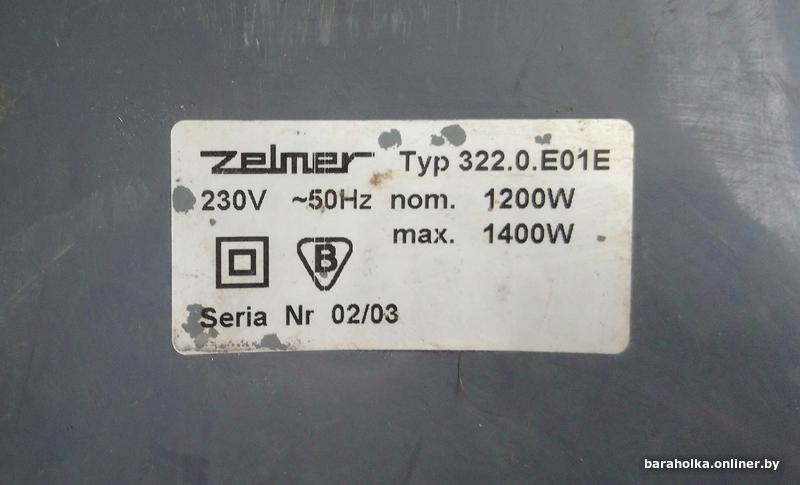 zelmer Typ 322.0.E01E
230V ~50Hz nom. 1200W
max. 1400W
B
Seria Nr 02/03
baraholka.onliner.by